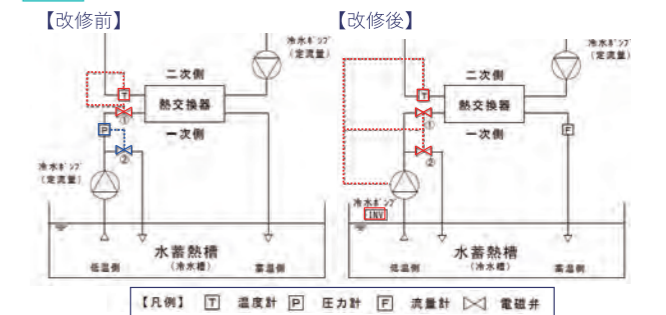 【改修前】
冷水ポンプ
(定流量)
二次側
T
熱交換器
①
一次側
P
②
冷水ポンプ
(定流量)
水蓄熱槽
(冷水槽)
低温側
高温側
【改修後】
冷水ポンプ
(定流量)
二次側
T
熱交換器
①
一次側
F
②
冷水ポンプ
INV
水蓄熱槽
(冷水槽)
低温側
高温側
【凡例】 T 温度計 P 圧力計 F 流量計 電磁弁